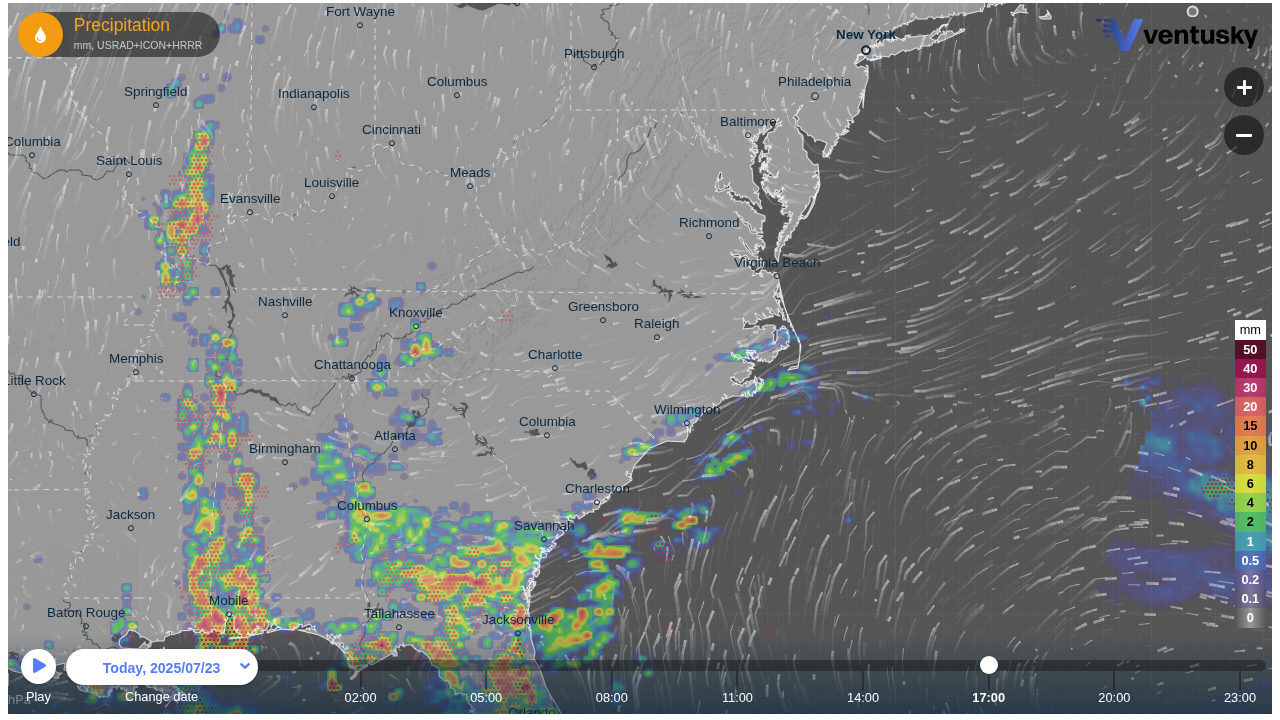 Precipitation
mm, USRAD+ICON+HRRR
ventusky
Fort Wayne
New York
Pittsburgh
Columbus
Philadelphia
Springfield
Indianapolis
Baltimore
Cincinnati
Columbia
Saint Louis
Meads
Louisville
Evansville
Richmond
eld
Virginia Beach
Nashville
Knoxville
Greensboro
Raleigh
mm
50
40
30
20
15
10
8
6
4
2
1
0.5
0.2
0.1
0
Memphis
Charlotte
Chattanooga
Little Rock
Wilmington
Columbia
Atlanta
Birmingham
Charleston
Columbus
Jackson
Savannah
Mobile
Baton Rouge
Tallahassee
Jacksonville
Today, 2025/07/23
hPa
Play
Change date
02:00
05:00
08:00
11:00
14:00
17:00
20:00
23:00
Orlando